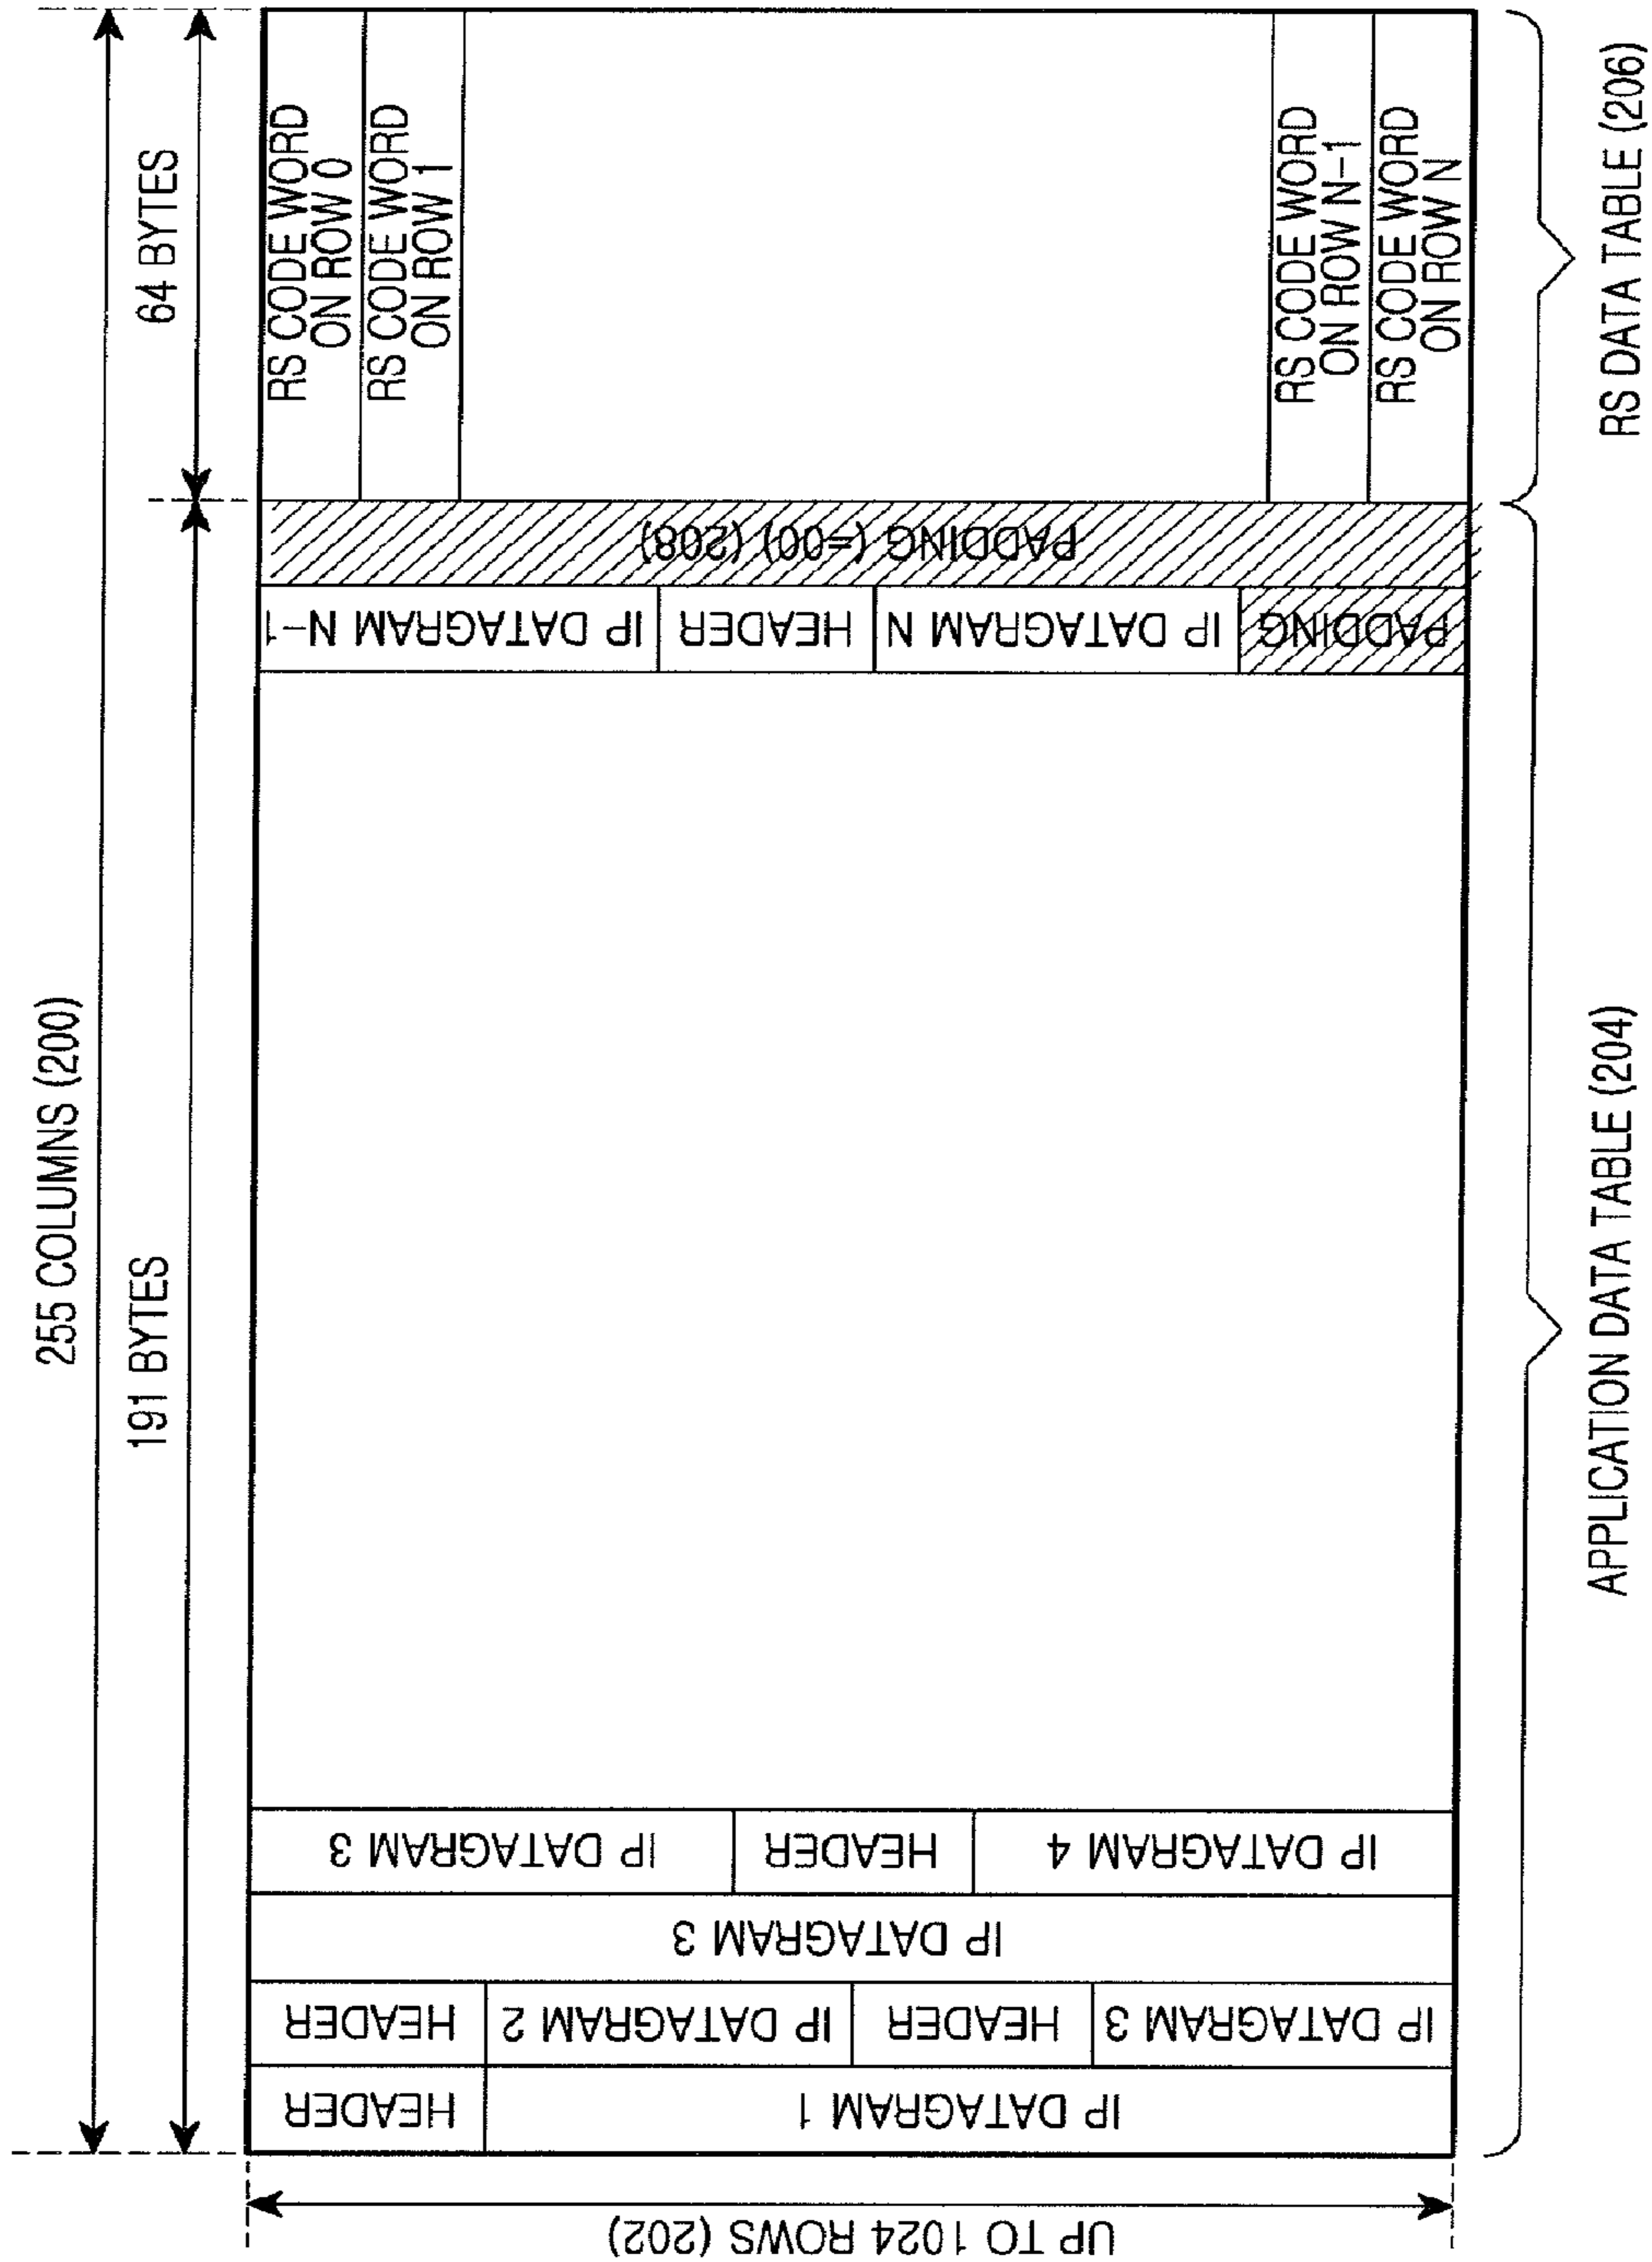 255 COLUMNS (200)
191 BYTES
64 BYTES
UP TO 1024 ROWS (202)
HEADER
IP DATAGRAM 1
HEADER
IP DATAGRAM 2
HEADER
IP DATAGRAM 3
IP DATAGRAM 3
IP DATAGRAM 3
HEADER
IP DATAGRAM 4
IP DATAGRAM N-1
HEADER
IP DATAGRAM N
PADDING
PADDING (=00) (208)
RS CODE WORD
ON ROW 0
RS CODE WORD
ON ROW 1
RS CODE WORD
ON ROW N-1
RS CODE WORD
ON ROW N
APPLICATION DATA TABLE (204)
RS DATA TABLE (206)